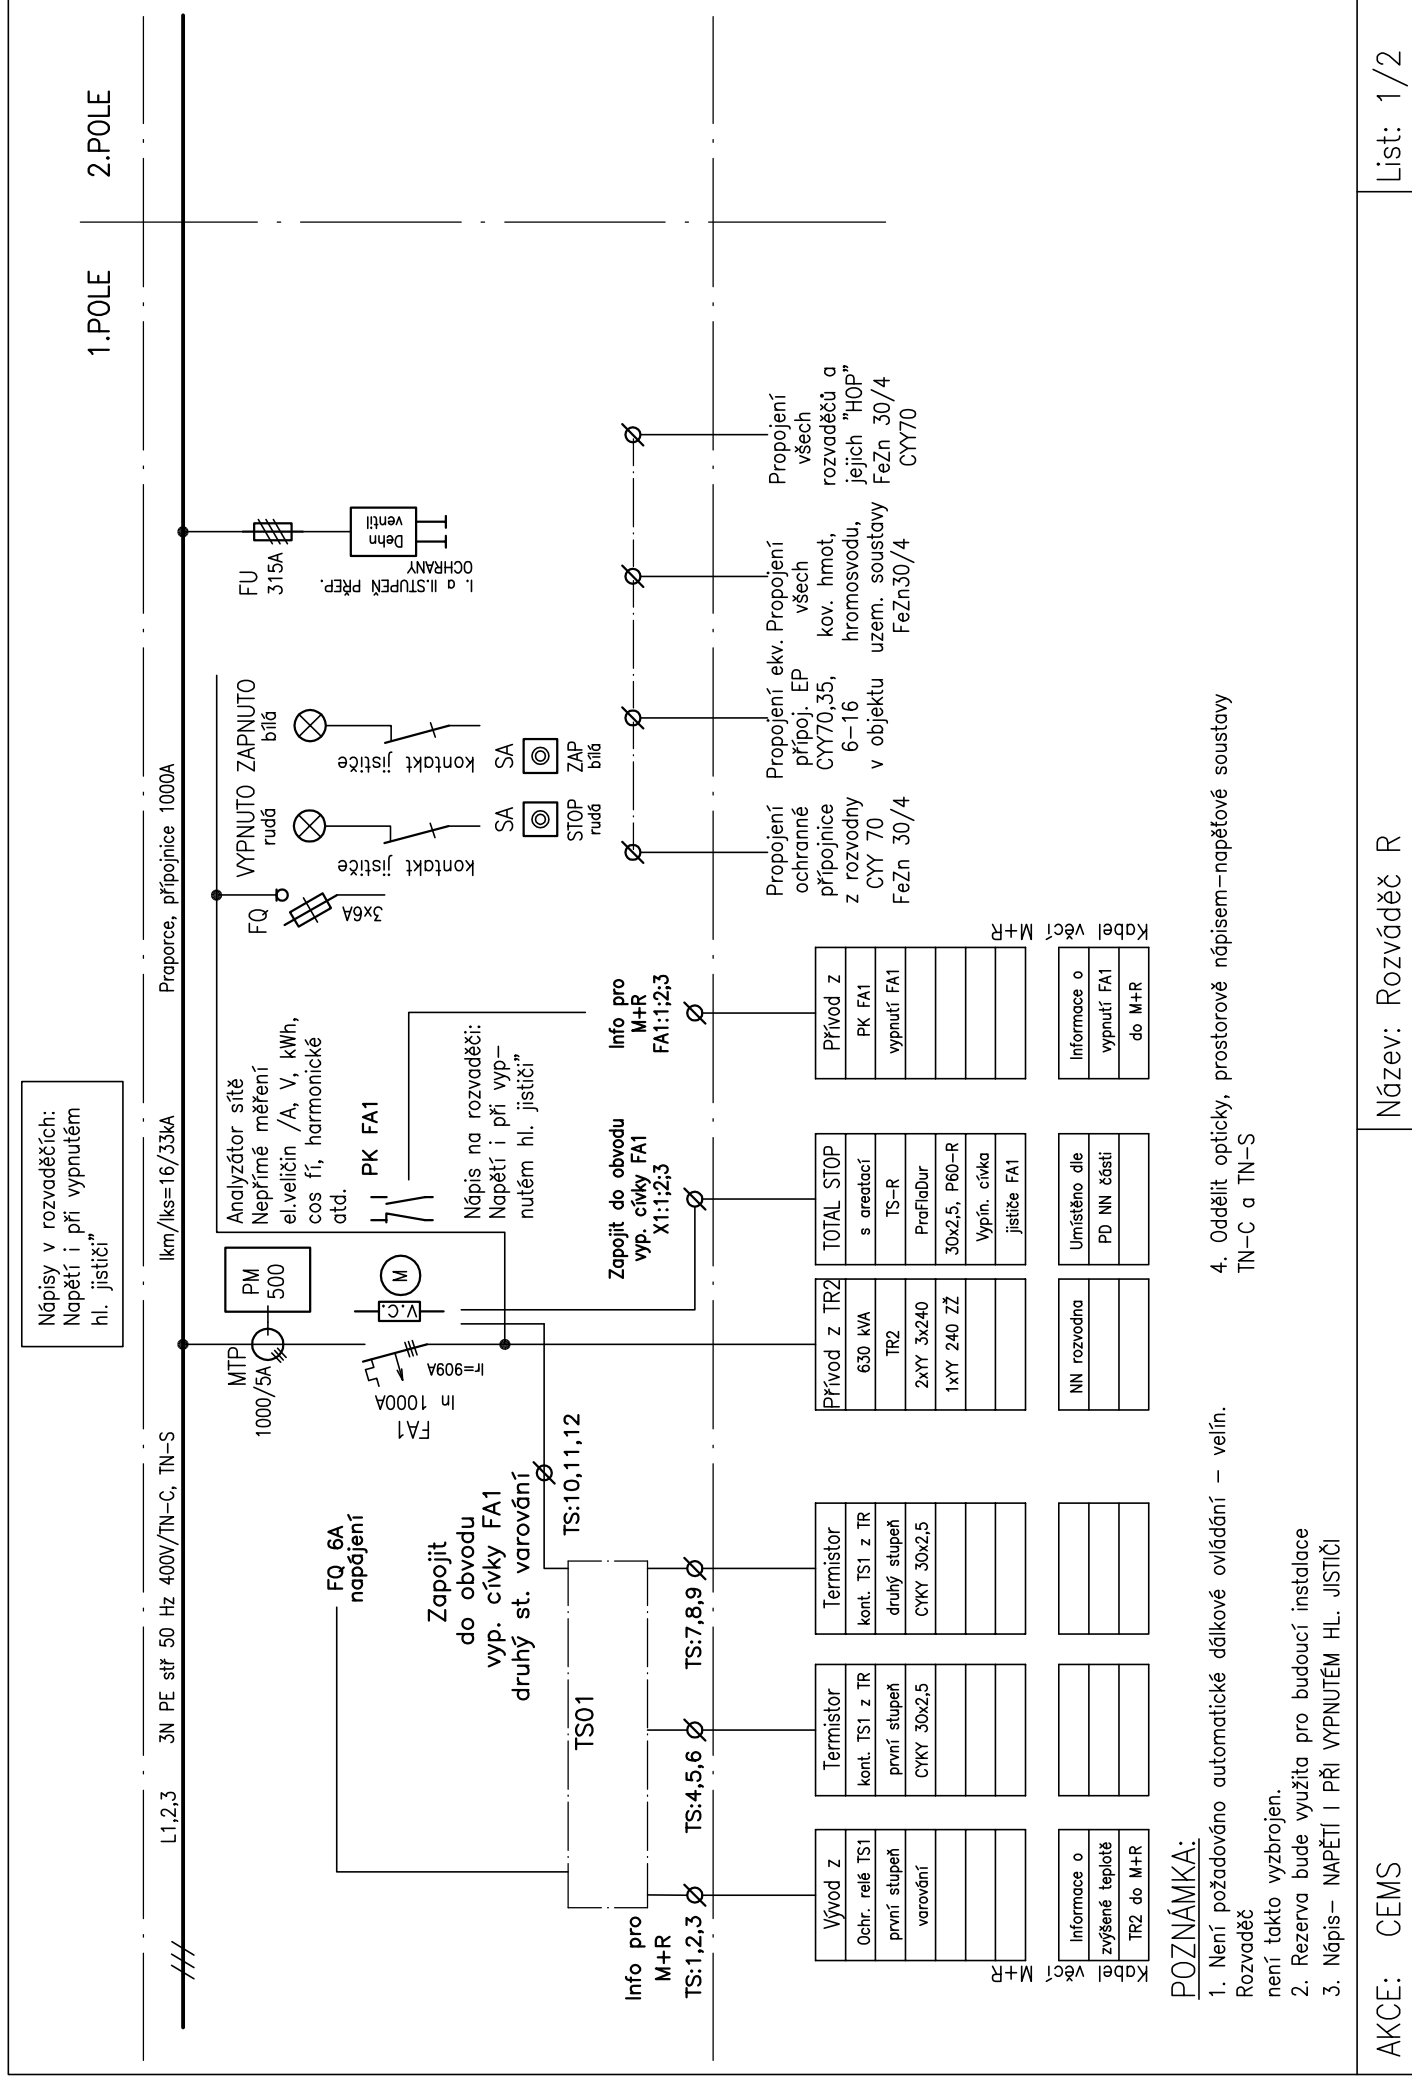 Nápisy v rozvaděčích:
Napětí i při vypnutém
hl. jističi"
1.POLE
2.POLE
L1,2,3
3N PE stř 50 Hz 400V/TN-C, TN-S
Ikm/Iks=16/33kA
Praporce, přípojnice 1000A
MTP
1000/5A
PM
500
Analyzátor sítě
Nepřímé měření
el.veličin /A, V, kWh,
cos fí, harmonické
atd.
FA1
In 1000A
Ir=909A
V.C.
M
PK FA1
Nápis na rozvaděči:
Napětí i při vyp-
nutém hl. jističi"
FQ
3x6A
VYPNUTO
rudá
kontakt jističe
SA
STOP
rudá
ZAPNUTO
bílá
kontakt jističe
SA
ZAP
bílá
FU
315A
Dehn
ventil
I. a II.STUPEŇ PŘEP.
OCHRANY
FQ 6A
napájení
Zapojit
do obvodu
vyp. cívky FA1
druhý st. varování
TS:10,11,12
TS01
Info pro
M+R
TS:1,2,3
TS:4,5,6
TS:7,8,9
Zapojit do obvodu
vyp. cívky FA1
X1:1;2;3
Info pro
M+R
FA1:1;2;3
Propojení
ochranné
přípojnice
z rozvodny
CYY 70
FeZn 30/4
Propojení ekv.
přípoj. EP
CYY70,35,
6-16
v objektu
Propojení
všech
kov. hmot,
hromosvodu,
uzem. soustavy
FeZn30/4
Propojení
všech
rozvaděčů a
jejich "HOP"
FeZn 30/4
CYY70
Vývod z
Ochr. relé TS1
první stupeň
varování
Informace o
zvýšené teplotě
TR2 do M+R
Kabel věcí M+R
Termistor
kont. TS1 z TR
první stupeň
CYKY 30x2,5
Termistor
kont. TS1 z TR
druhý stupeň
CYKY 30x2,5
Přívod z TR2
630 kVA
TR2
2xYY 3x240
1xYY 240 ZŽ
NN rozvodna
TOTAL STOP
s areatací
TS-R
PraFlaDur
30x2,5, P60-R
Vypín. cívka
jističe FA1
Umístěno dle
PD NN části
Přívod z
PK FA1
vypnutí FA1
Informace o
vypnutí FA1
do M+R
Kabel věcí M+R
POZNÁMKA:
1. Není požadováno automatické dálkové ovládání - velín.
Rozvaděč
není takto vyzbrojen.
2. Rezerva bude využita pro budoucí instalace
3. Nápis- NAPĚTÍ I PŘI VYPNUTÉM HL. JISTIČI
4. Oddělit opticky, prostorově nápisem-napěťové soustavy
TN-C a TN-S
AKCE: CEMS
Název: Rozváděč R
List: 1/2